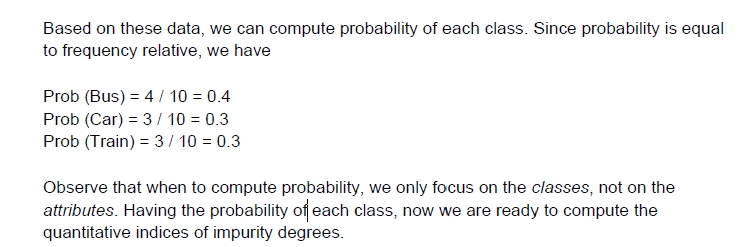 Based on these data, we can compute probability of each class. Since probability is equal
to frequency relative, we have
Prob (Bus) = 4 / 10 = 0.4
Prob (Car) = 3 / 10 = 0.3
Prob (Train) = 3 / 10 = 0.3
Observe that when to compute probability, we only focus on the classes, not on the
attributes. Having the probability of each class, now we are ready to compute the
quantitative indices of impurity degrees.